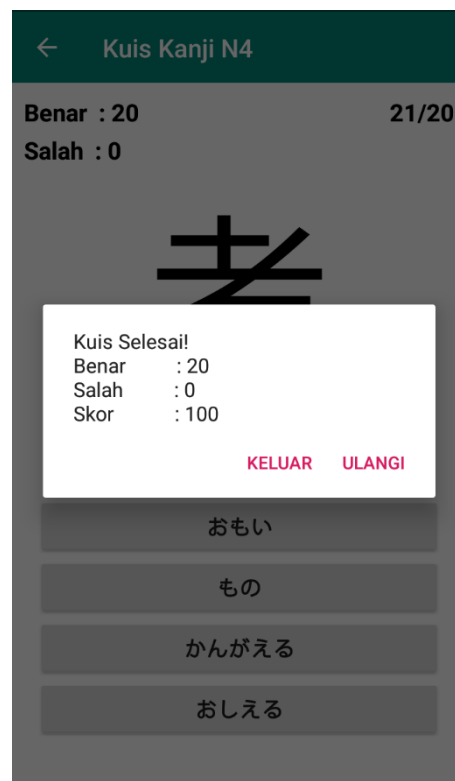 Kuis Kanji N4
Benar : 20
21/20
Salah : 0
Kuis Selesai!
Benar : 20
Salah : 0
Skor : 100
KELUAR ULANGI
おもい
もの
かんがえる
おしえる